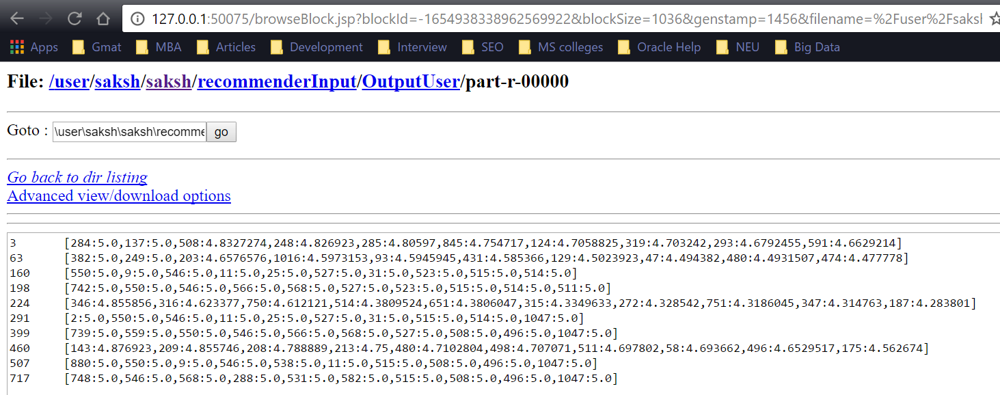 127.0.0.1:50075/browseBlock.jsp?blockId=-1654938338962569922&blockSize=1036&genstamp=1456&filename=%2Fuser%2Fsaksh
Apps Gmat MBA Articles Development Interview SEO MS colleges Oracle Help NEU Big Data
File: /user/saksh/saksh/recommenderInput/OutputUser/part-r-00000
Goto : \user\saksh\saksh\recomme go
Go back to dir listing
Advanced view/download options
3 [284:5.0,137:5.0,508:4.8327274,248:4.826923,285:4.80597,845:4.754717,124:4.7058825,319:4.703242,293:4.6792455,591:4.6629214]
63 [382:5.0,249:5.0,203:4.6576576,1016:4.5973153,93:4.5945945,431:4.585366,129:4.5023923,47:4.494382,480:4.4931507,474:4.477778]
160 [550:5.0,9:5.0,546:5.0,11:5.0,25:5.0,527:5.0,31:5.0,523:5.0,515:5.0,514:5.0]
198 [742:5.0,550:5.0,546:5.0,566:5.0,568:5.0,527:5.0,523:5.0,515:5.0,514:5.0,511:5.0]
224 [346:4.855856,316:4.623377,750:4.612121,514:4.3809524,651:4.3806047,315:4.3349633,272:4.328542,751:4.3186045,347:4.314763,187:4.283801]
291 [2:5.0,550:5.0,546:5.0,11:5.0,25:5.0,527:5.0,31:5.0,515:5.0,514:5.0,1047:5.0]
399 [739:5.0,559:5.0,550:5.0,546:5.0,566:5.0,568:5.0,527:5.0,508:5.0,496:5.0,1047:5.0]
460 [143:4.876923,209:4.855746,208:4.788889,213:4.75,480:4.7102804,498:4.707071,511:4.697802,58:4.693662,496:4.6529517,175:4.562674]
507 [880:5.0,550:5.0,9:5.0,546:5.0,538:5.0,11:5.0,515:5.0,508:5.0,496:5.0,1047:5.0]
717 [748:5.0,546:5.0,568:5.0,288:5.0,531:5.0,582:5.0,515:5.0,508:5.0,496:5.0,1047:5.0]